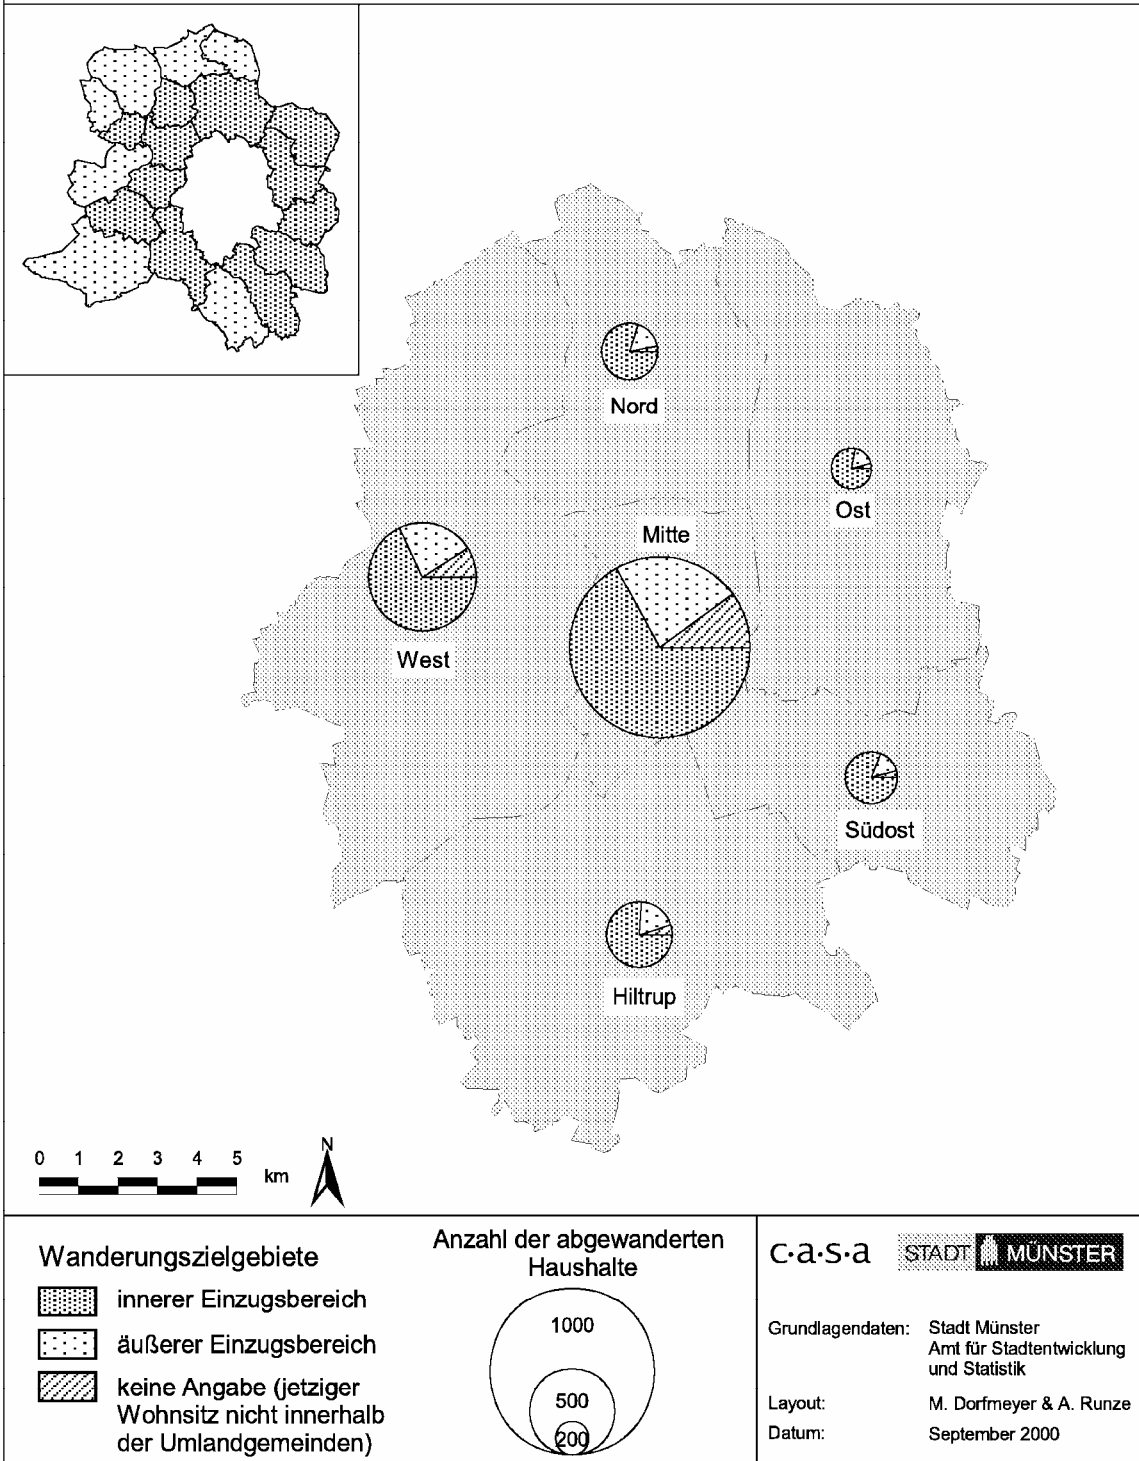 Nord
Ost
Mitte
West
Südost
Hiltrup
0 1 2 3 4 5
km
N
Wanderungszielgebiete
innerer Einzugsbereich
äußerer Einzugsbereich
keine Angabe (jetziger
Wohnsitz nicht innerhalb
der Umlandgemeinden)
Anzahl der abgewanderten
Haushalte
1000
500
200
c·a·s·a
STADT MÜNSTER
Grundlagendaten: Stadt Münster
Amt für Stadtentwicklung
und Statistik
Layout: M. Dorfmeyer & A. Runze
Datum: September 2000